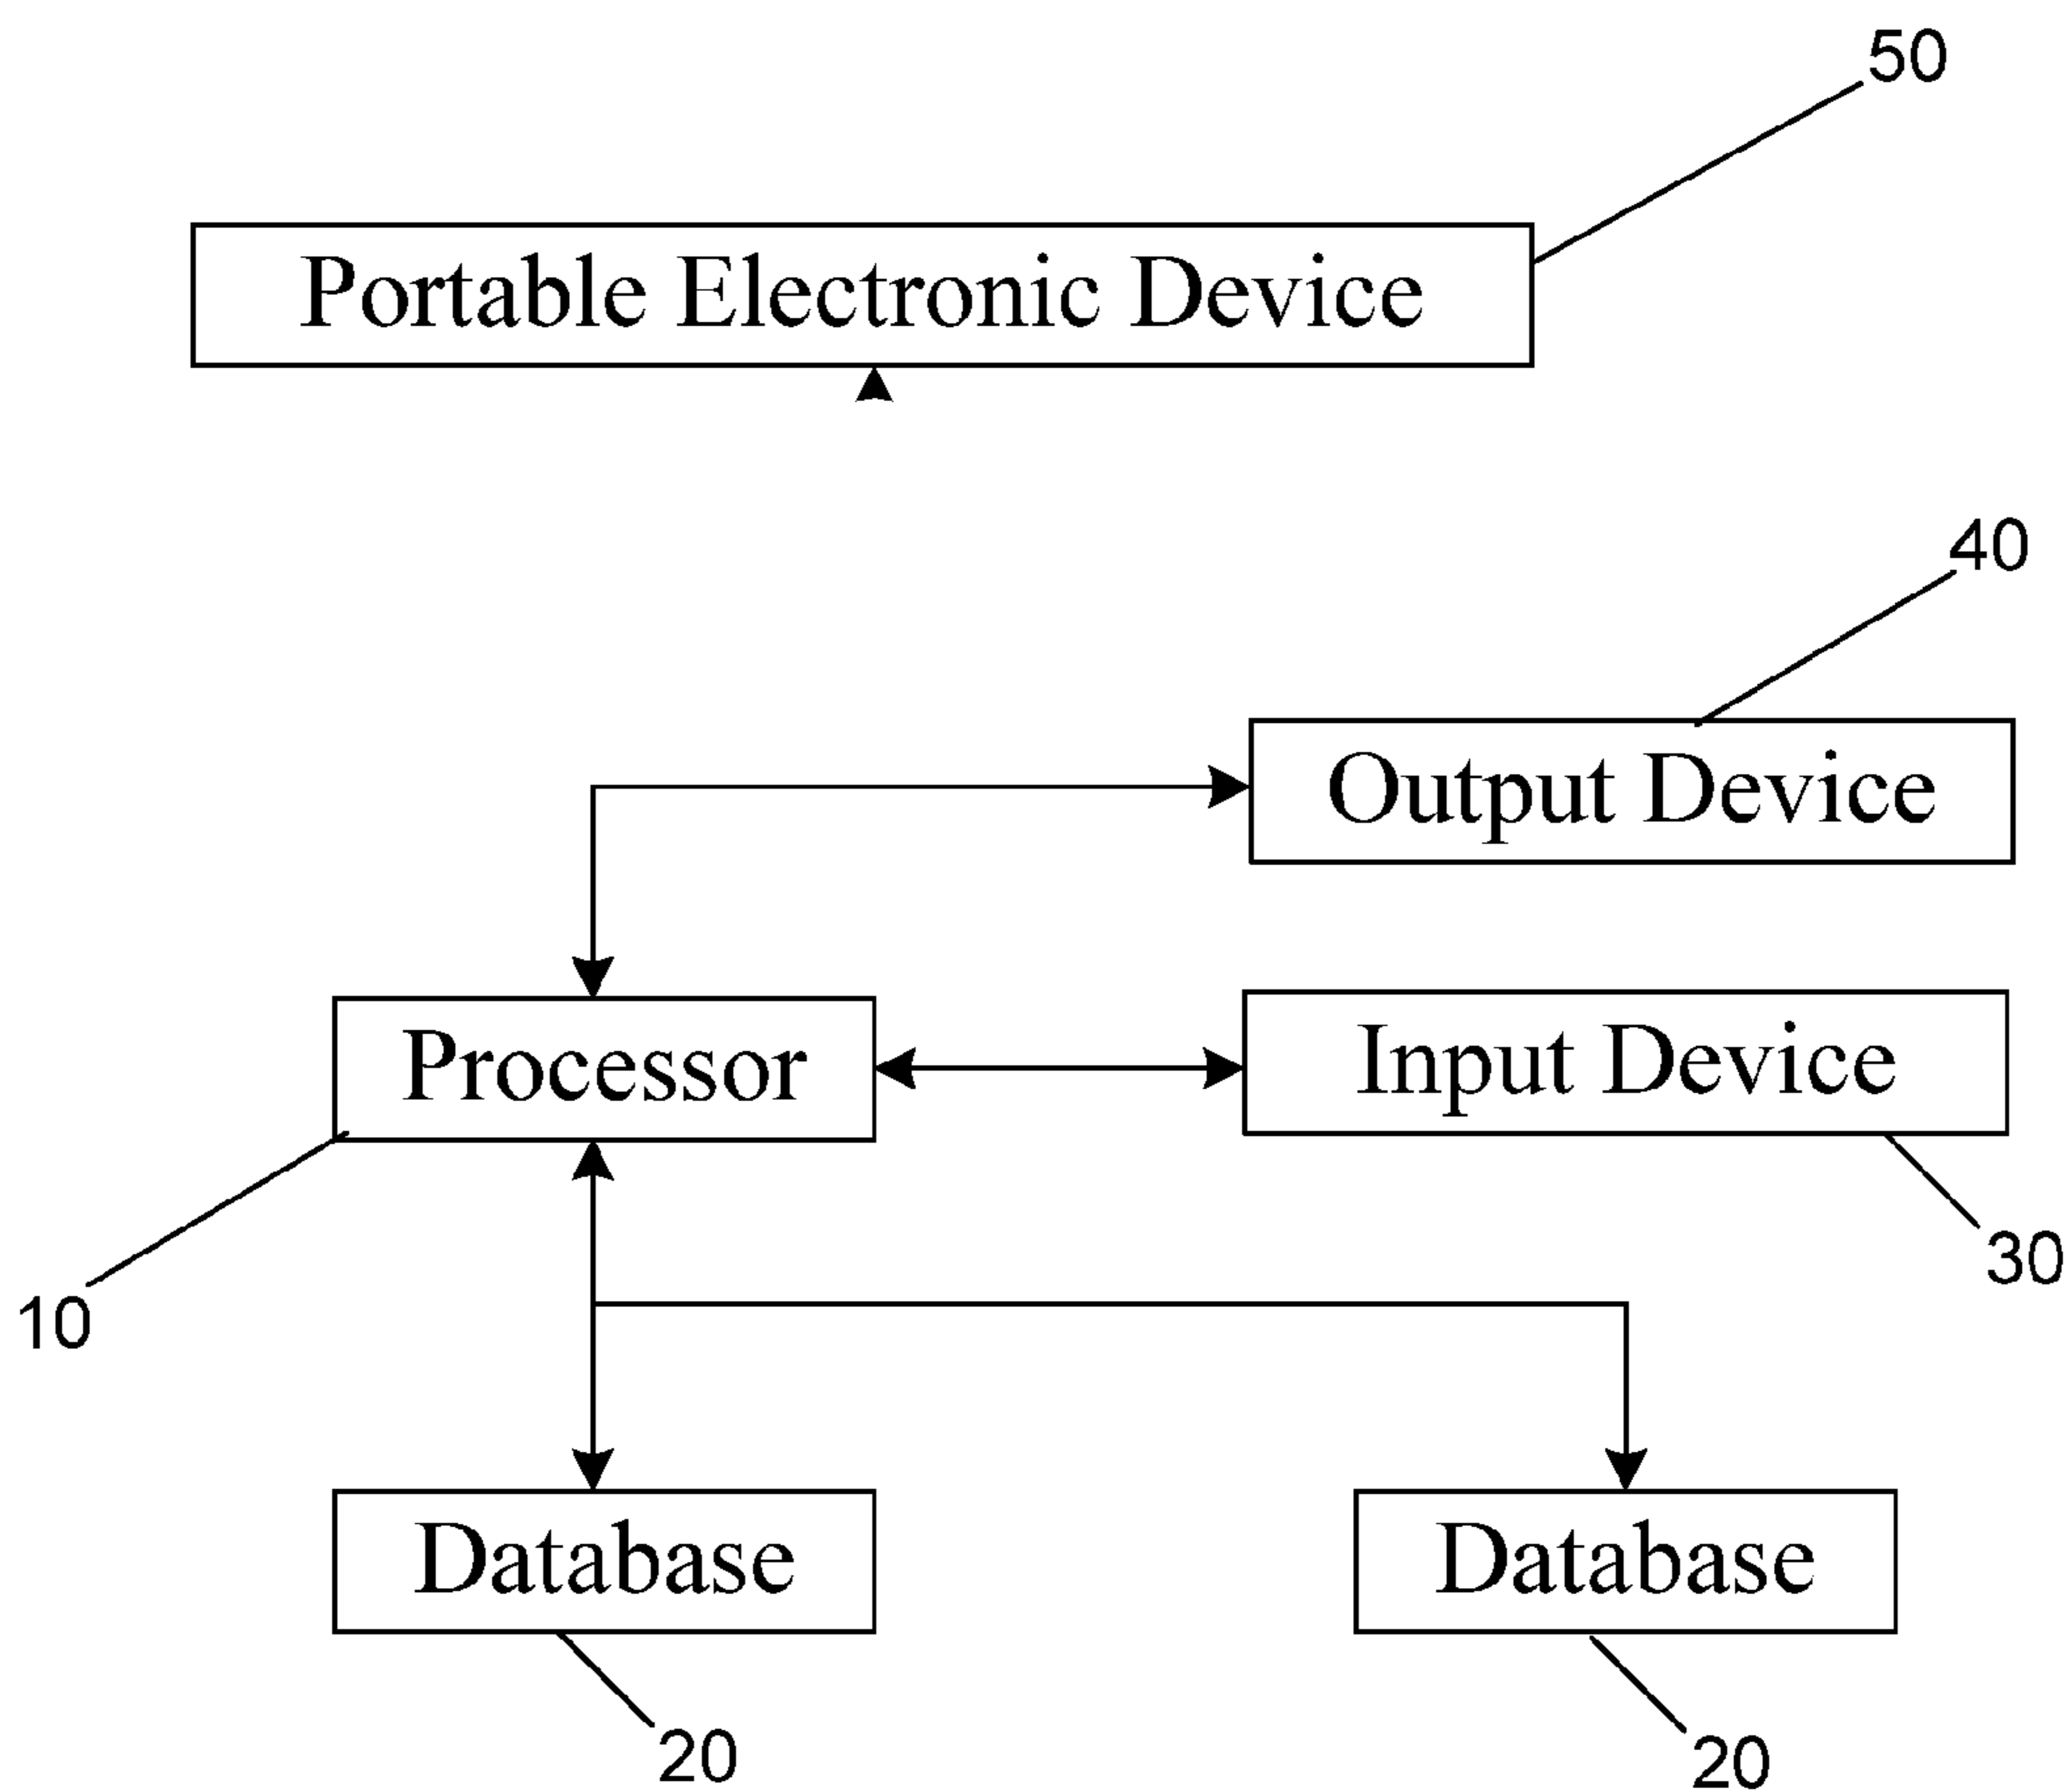 50
Portable Electronic Device
40
Output Device
Processor
Input Device
30
10
Database
Database
20
20